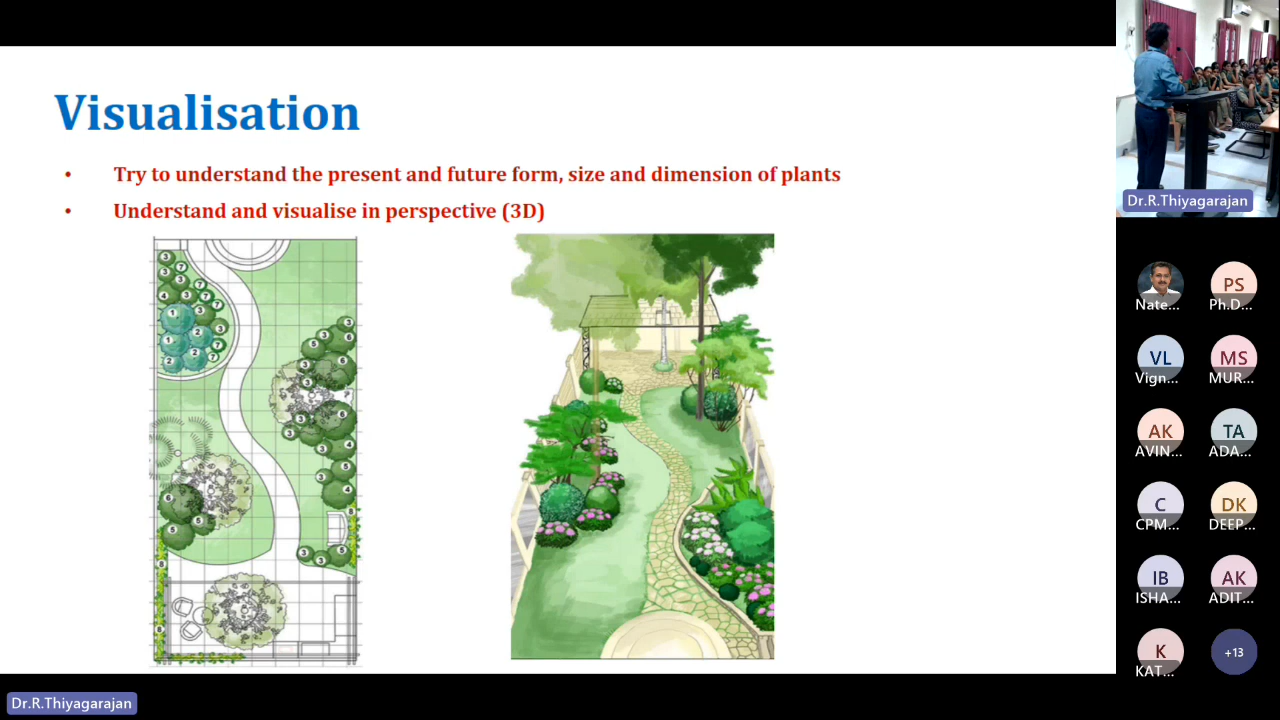 Visualisation
• Try to understand the present and future form, size and dimension of plants
• Understand and visualise in perspective (3D)
Dr.R.Thiyagarajan
PS
Nate...
Ph.D...
VL
MS
Vign...
MUR...
AK
TA
AVIN...
ADA...
C
DK
CPM...
DEEP...
IB
AK
ISHA...
ADIT...
K
+13
KAT...
Dr.R.Thiyagarajan